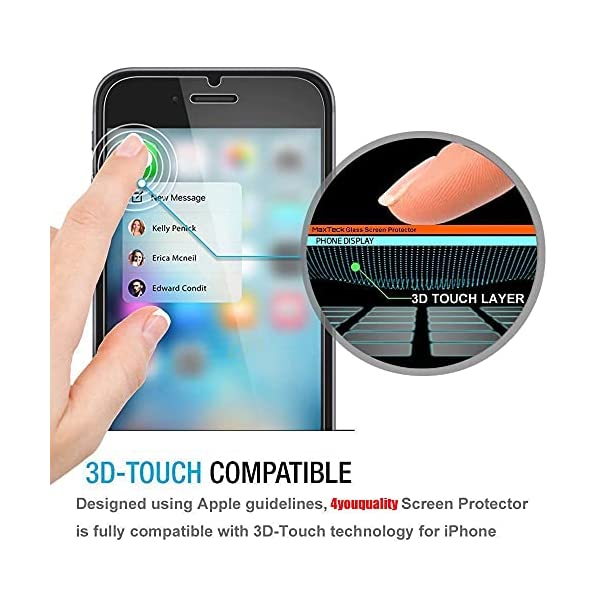 New Message
Kelly Penick
Erica Mcneil
Edward Condit
MaxTeck Glass Screen Protector
PHONE DISPLAY
3D TOUCH LAYER
3D-TOUCH COMPATIBLE
Designed using Apple guidelines, 4youquality Screen Protector
is fully compatible with 3D-Touch technology for iPhone